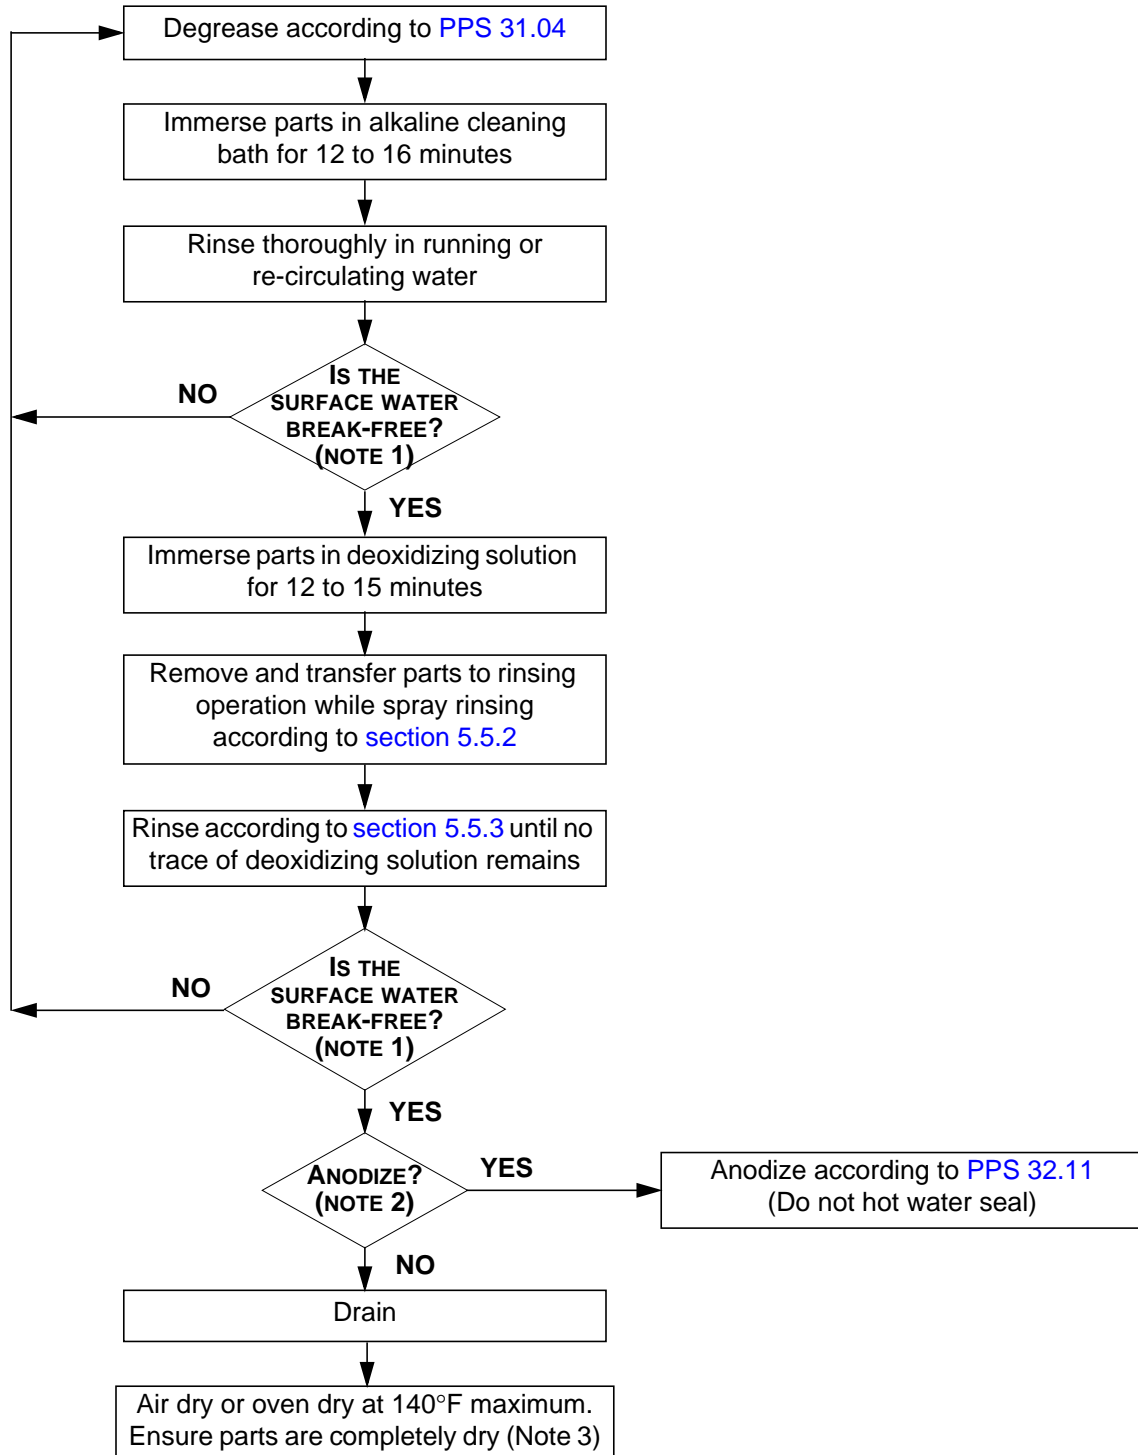 Degrease according to PPS 31.04
Immerse parts in alkaline cleaning
bath for 12 to 16 minutes
Rinse thoroughly in running or
re-circulating water
IS THE
SURFACE WATER
BREAK-FREE?
(NOTE 1)
NO
YES
Immerse parts in deoxidizing solution
for 12 to 15 minutes
Remove and transfer parts to rinsing
operation while spray rinsing
according to section 5.5.2
Rinse according to section 5.5.3 until no
trace of deoxidizing solution remains
IS THE
SURFACE WATER
BREAK-FREE?
(NOTE 1)
NO
YES
ANODIZE?
(NOTE 2)
YES
Anodize according to PPS 32.11
(Do not hot water seal)
NO
Drain
Air dry or oven dry at 140°F maximum.
Ensure parts are completely dry (Note 3)